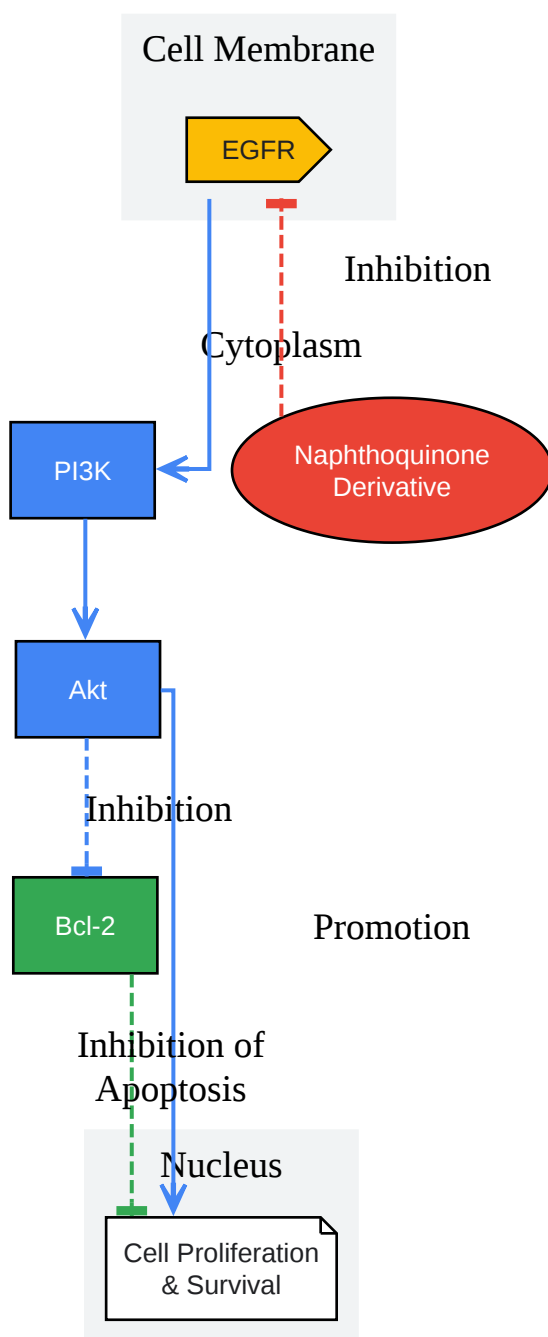 Cell Membrane
EGFR
Inhibition
Cytoplasm
PI3K
Naphthoquinone
Derivative
Akt
Inhibition
Bcl-2
Promotion
Inhibition of
Apoptosis
Nucleus
Cell Proliferation
& Survival